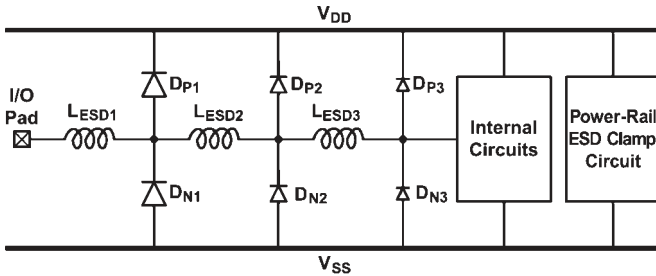 VDD
I/O
Pad
LESD1
DP1
LESD2
DP2
LESD3
DP3
DN1
DN2
DN3
Internal
Circuits
Power-Rail
ESD Clamp
Circuit
VSS